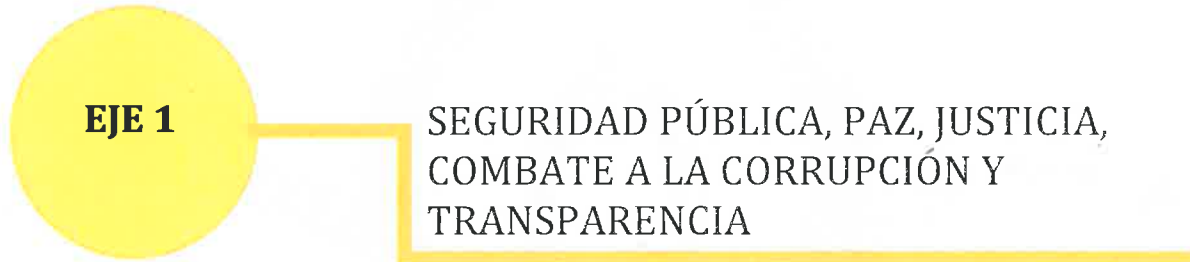 EJE 1
SEGURIDAD PÚBLICA, PAZ, JUSTICIA,
COMBATE A LA CORRUPCIÓN Y
TRANSPARENCIA